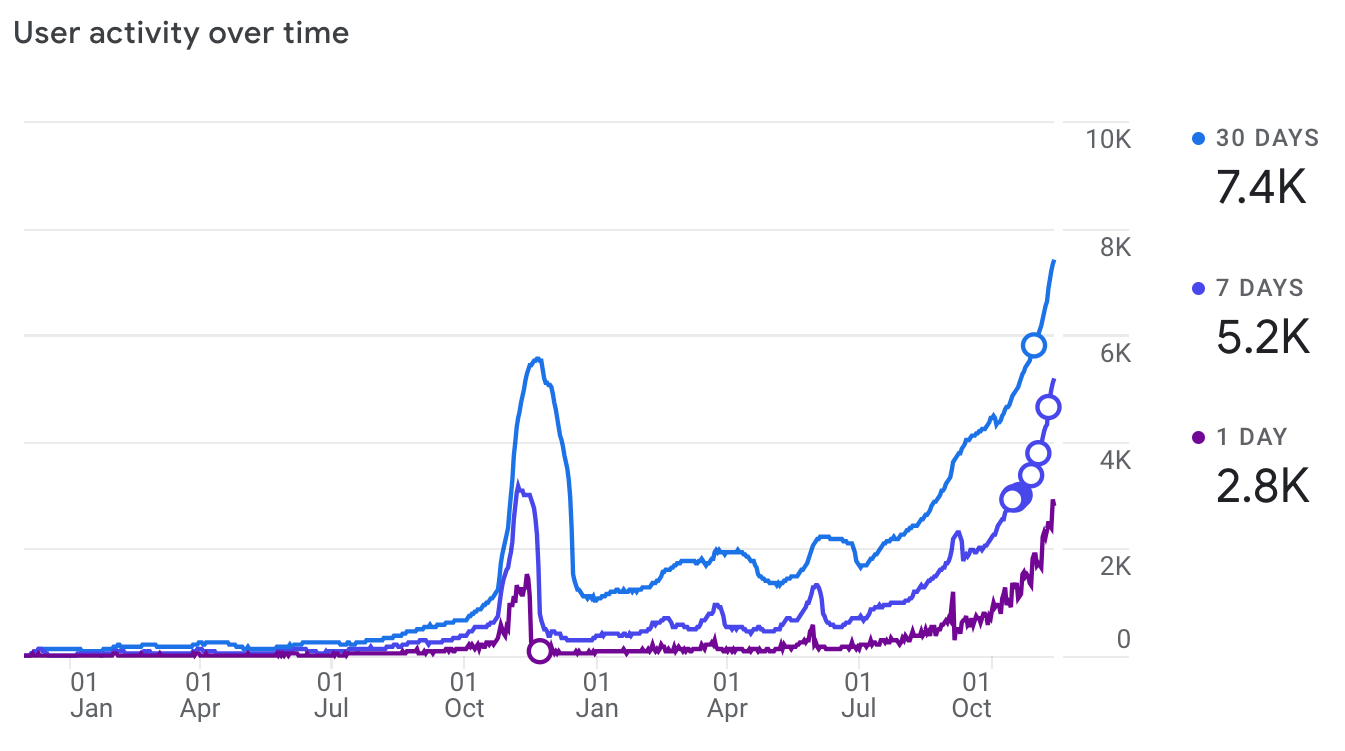 User activity over time
10K
8K
6K
4K
2K
0
01 Jan
01 Apr
01 Jul
01 Oct
01 Jan
01 Apr
01 Jul
01 Oct
30 DAYS
7.4K
7 DAYS
5.2K
1 DAY
2.8K